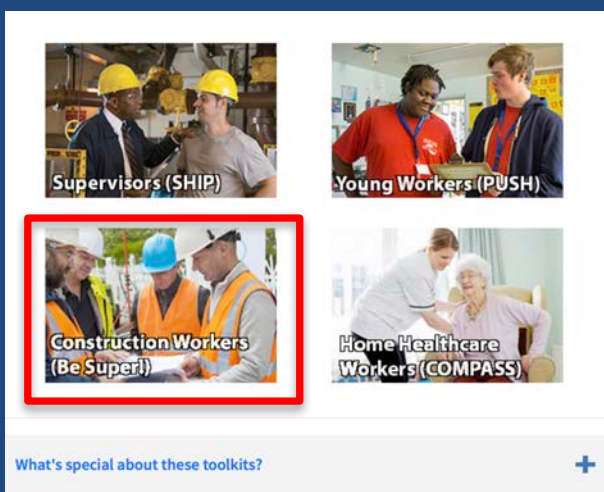 Supervisors (SHIP)
Young Workers (PUSH)
Construction Workers
(Be Super!)
Home Healthcare
Workers (COMPASS)
What's special about these toolkits?